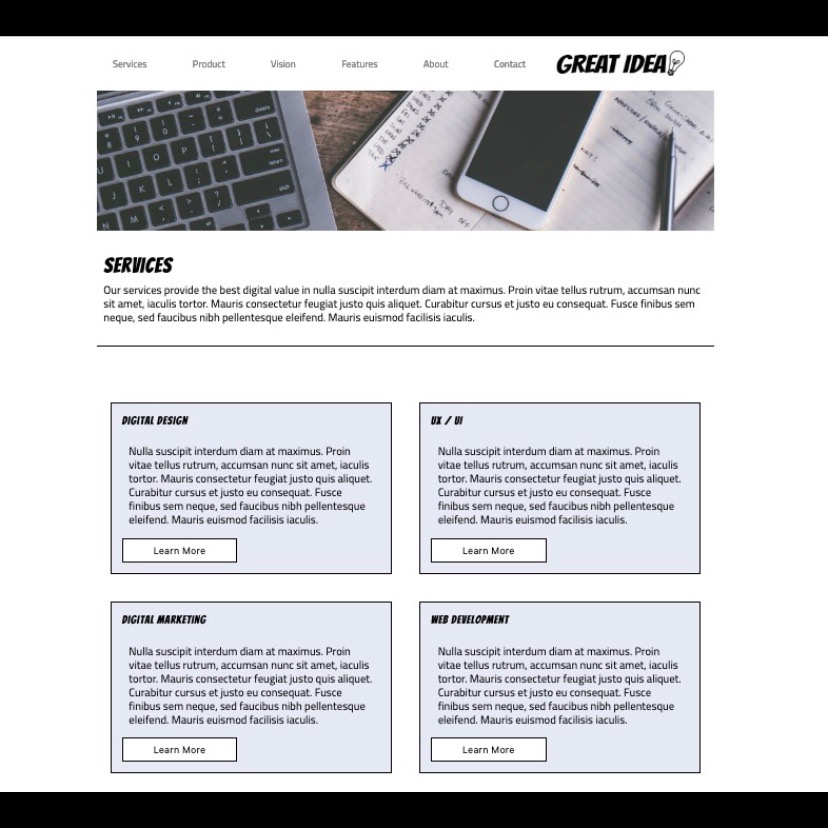 Services Product Vision Features About Contact GREAT IDEA
delete
return
shift
SERVICES
Our services provide the best digital value in nulla suscipit interdum diam at maximus. Proin vitae tellus rutrum, accumsan nunc
sit amet, iaculis tortor. Mauris consectetur feugiat justo quis aliquet. Curabitur cursus et justo eu consequat. Fusce finibus sem
neque, sed faucibus nibh pellentesque eleifend. Mauris euismod facilisis iaculis.
DIGITAL DESIGN
Nulla suscipit interdum diam at maximus. Proin
vitae tellus rutrum, accumsan nunc sit amet, iaculis
tortor. Mauris consectetur feugiat justo quis aliquet.
Curabitur cursus et justo eu consequat. Fusce
finibus sem neque, sed faucibus nibh pellentesque
eleifend. Mauris euismod facilisis iaculis.
Learn More
UX / UI
Nulla suscipit interdum diam at maximus. Proin
vitae tellus rutrum, accumsan nunc sit amet, iaculis
tortor. Mauris consectetur feugiat justo quis aliquet.
Curabitur cursus et justo eu consequat. Fusce
finibus sem neque, sed faucibus nibh pellentesque
eleifend. Mauris euismod facilisis iaculis.
Learn More
DIGITAL MARKETING
Nulla suscipit interdum diam at maximus. Proin
vitae tellus rutrum, accumsan nunc sit amet, iaculis
tortor. Mauris consectetur feugiat justo quis aliquet.
Curabitur cursus et justo eu consequat. Fusce
finibus sem neque, sed faucibus nibh pellentesque
eleifend. Mauris euismod facilisis iaculis.
Learn More
WEB DEVELOPMENT
Nulla suscipit interdum diam at maximus. Proin
vitae tellus rutrum, accumsan nunc sit amet, iaculis
tortor. Mauris consectetur feugiat justo quis aliquet.
Curabitur cursus et justo eu consequat. Fusce
finibus sem neque, sed faucibus nibh pellentesque
eleifend. Mauris euismod facilisis iaculis.
Learn More